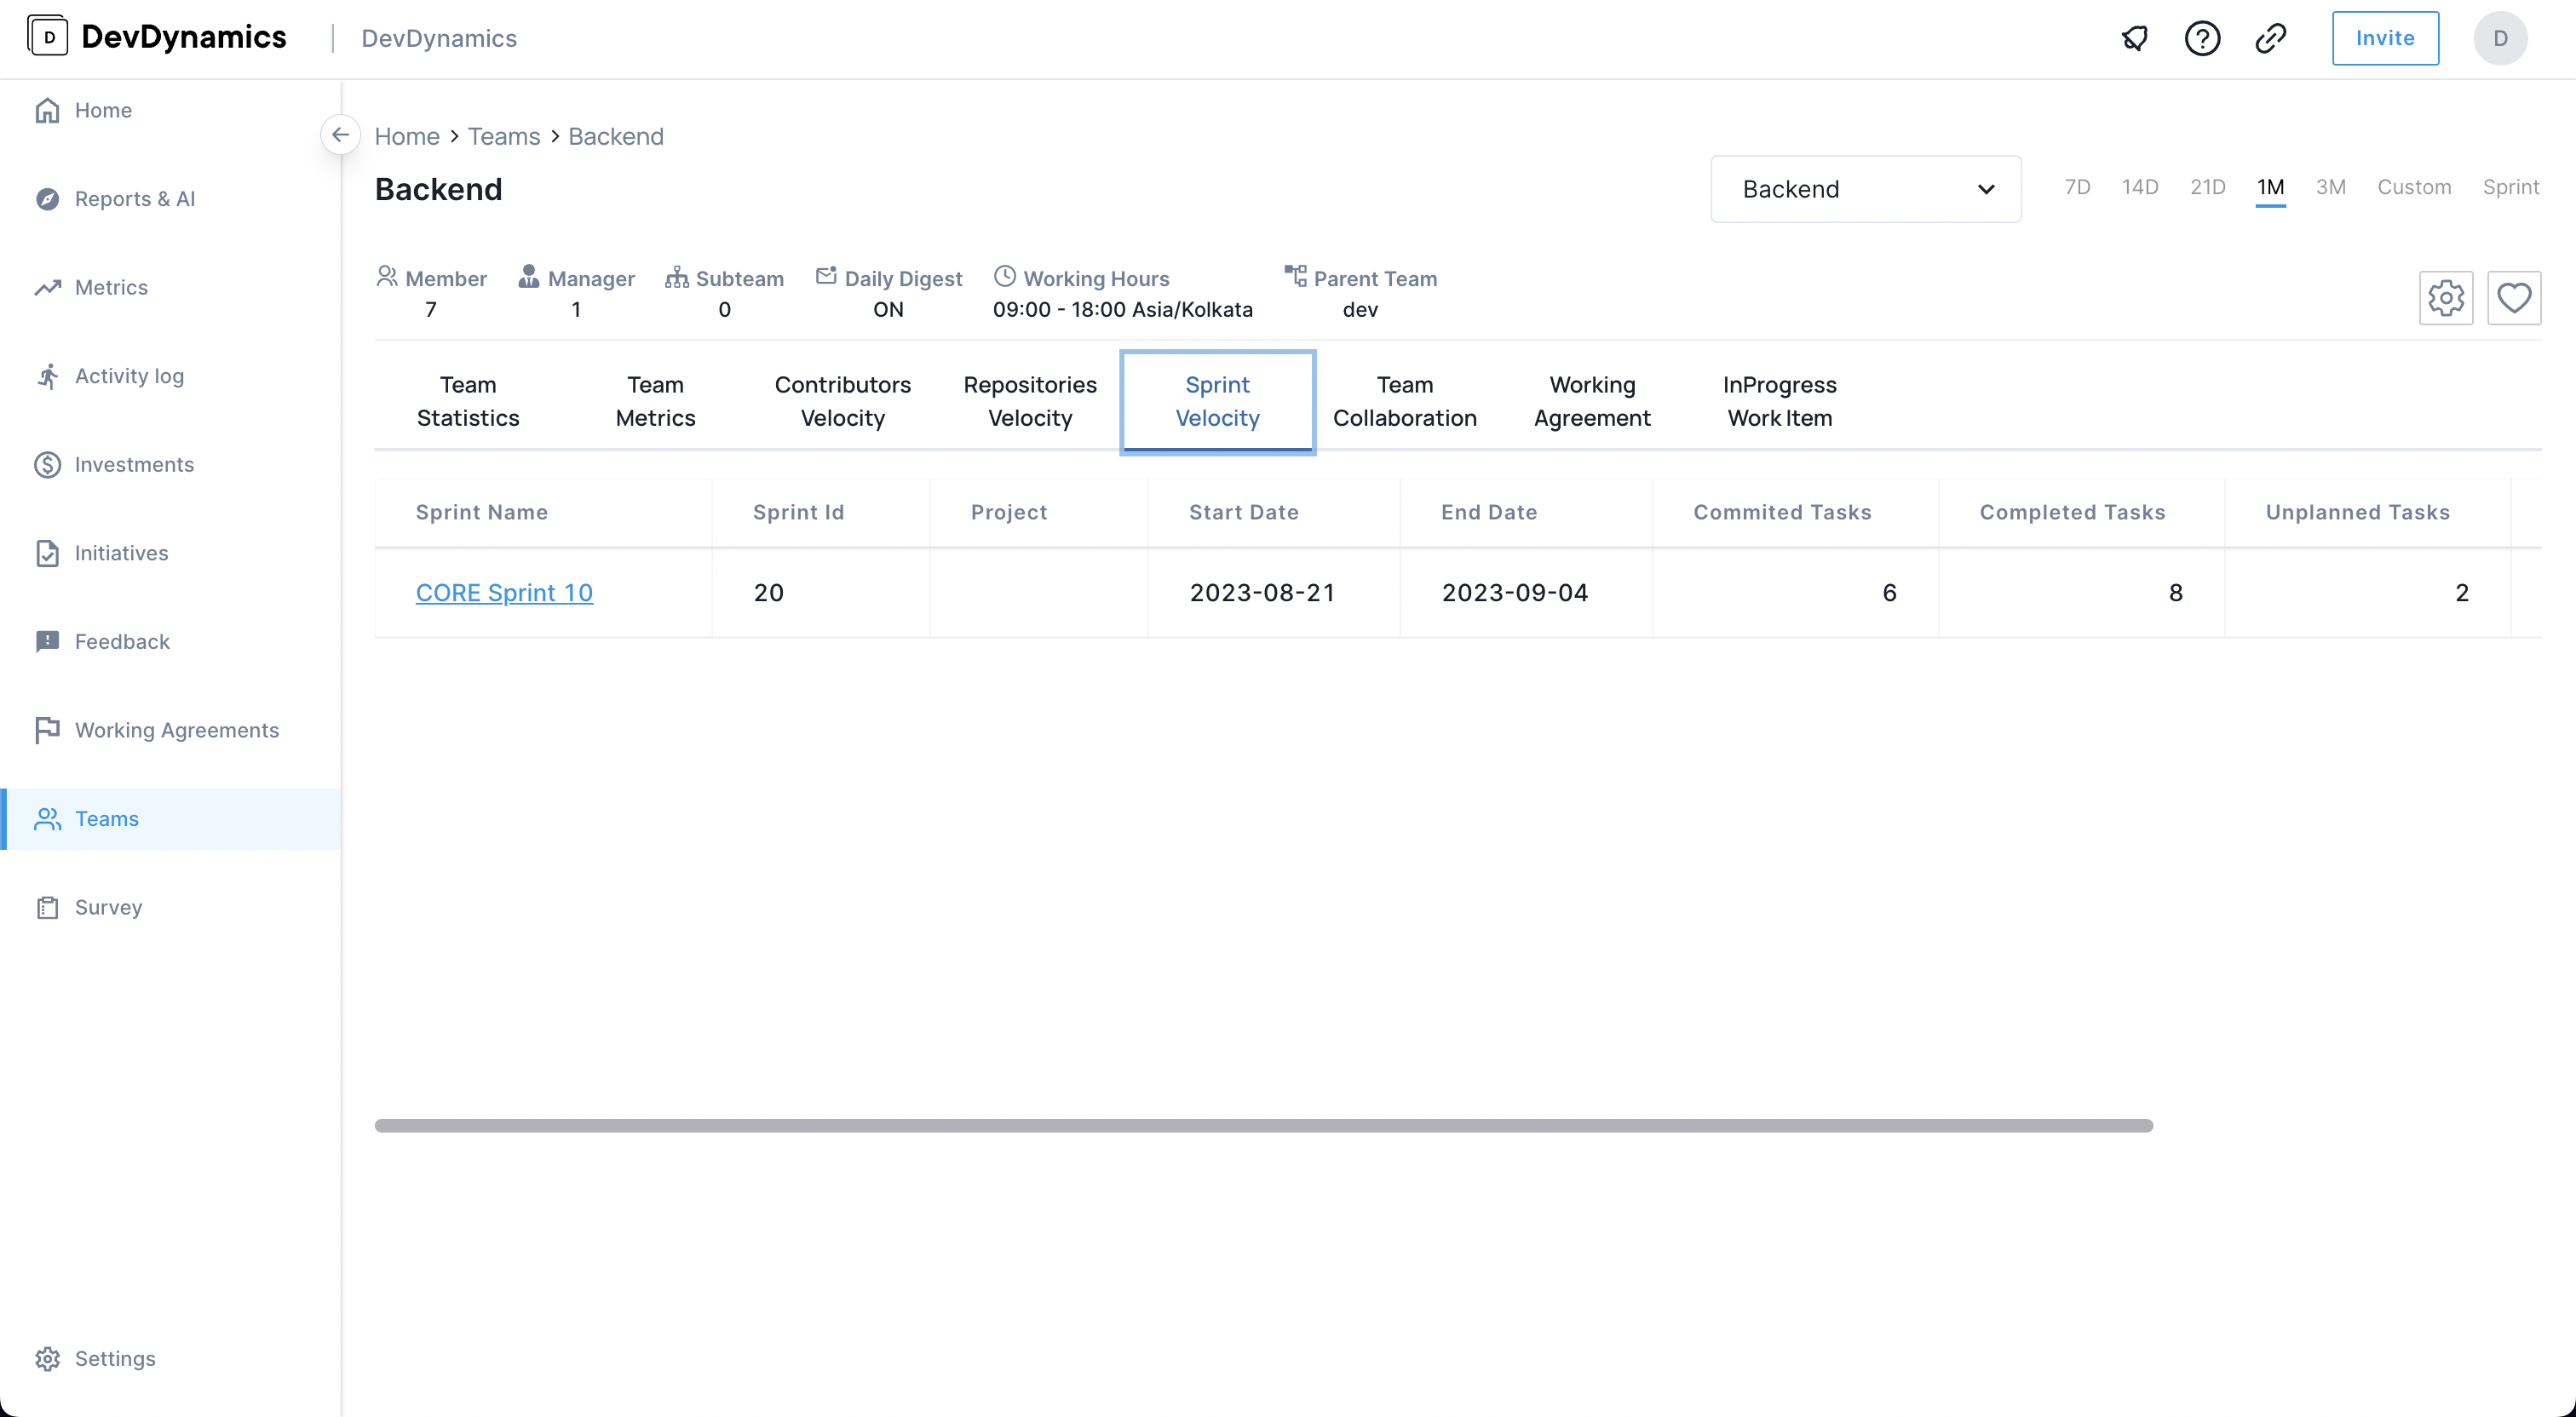 D DevDynamics | DevDynamics
Invite D
Home
Reports & AI
Metrics
Activity log
Investments
Initiatives
Feedback
Working Agreements
Teams
Survey
Settings
Home > Teams > Backend
Backend
Backend
7D 14D 21D 1M 3M Custom Sprint
Member Manager Subteam Daily Digest Working Hours Parent Team
7 1 0 ON 09:00 - 18:00 Asia/Kolkata dev
Team Statistics
Team Metrics
Contributors Velocity
Repositories Velocity
Sprint Velocity
Team Collaboration
Working Agreement
InProgress Work Item
Sprint Name Sprint Id Project Start Date End Date Commited Tasks Completed Tasks Unplanned Tasks
CORE Sprint 10 20 2023-08-21 2023-09-04 6 8 2